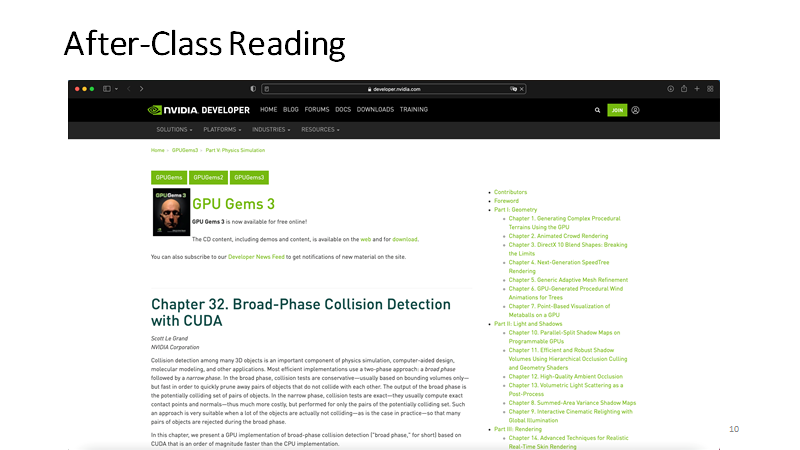 After-Class Reading
developer.nvidia.com
NVIDIA. DEVELOPER HOME BLOG FORUMS DOCS DOWNLOADS TRAINING
JOIN
SOLUTIONS PLATFORMS INDUSTRIES RESOURCES
Home - GPUGems3 - Part V: Physics Simulation
GPUGems GPUGems2 GPUGems3
GPU Gems 3
GPU Gems 3
GPU Gems 3 is now available for free online!
The CD content, including demos and content, is available on the web and for download.
You can also subscribe to our Developer News Feed to get notifications of new material on the site.
Chapter 32. Broad-Phase Collision Detection
with CUDA
Scott Le Grand
NVIDIA Corporation
Collision detection among many 3D objects is an important component of physics simulation, computer-aided design,
molecular modeling, and other applications. Most efficient implementations use a two-phase approach: a broad phase
followed by a narrow phase. In the broad phase, collision tests are conservative—usually based on bounding volumes only—
but fast in order to quickly prune away pairs of objects that do not collide with each other. The output of the broad phase is
the potentially colliding set of pairs of objects. In the narrow phase, collision tests are exact—they usually compute exact
contact points and normals—thus much more costly, but performed for only the pairs of the potentially colliding set. Such
an approach is very suitable when a lot of the objects are actually not colliding—as is the case in practice—so that many
pairs of objects are rejected during the broad phase.
In this chapter, we present a GPU implementation of broad-phase collision detection ("broad phase," for short) based on
CUDA that is an order of magnitude faster than the CPU implementation.
Contributors
Foreword
Part I: Geometry
Chapter 1. Generating Complex Procedural
Terrains Using the GPU
Chapter 2. Animated Crowd Rendering
Chapter 3. DirectX 10 Blend Shapes: Breaking
the Limits
Chapter 4. Next-Generation SpeedTree
Rendering
Chapter 5. Generic Adaptive Mesh Refinement
Chapter 6. GPU-Generated Procedural Wind
Animations for Trees
Chapter 7. Point-Based Visualization of
Metaballs on a GPU
Part II: Light and Shadows
Chapter 10. Parallel-Split Shadow Maps on
Programmable GPUs
Chapter 11. Efficient and Robust Shadow
Volumes Using Hierarchical Occlusion Culling
and Geometry Shaders
Chapter 12. High-Quality Ambient Occlusion
Chapter 13. Volumetric Light Scattering as a
Post-Process
Chapter 8. Summed-Area Variance Shadow Maps
Chapter 9. Interactive Cinematic Relighting with
Global Illumination
Part III: Rendering
Chapter 14. Advanced Techniques for Realistic
Real-Time Skin Rendering
10